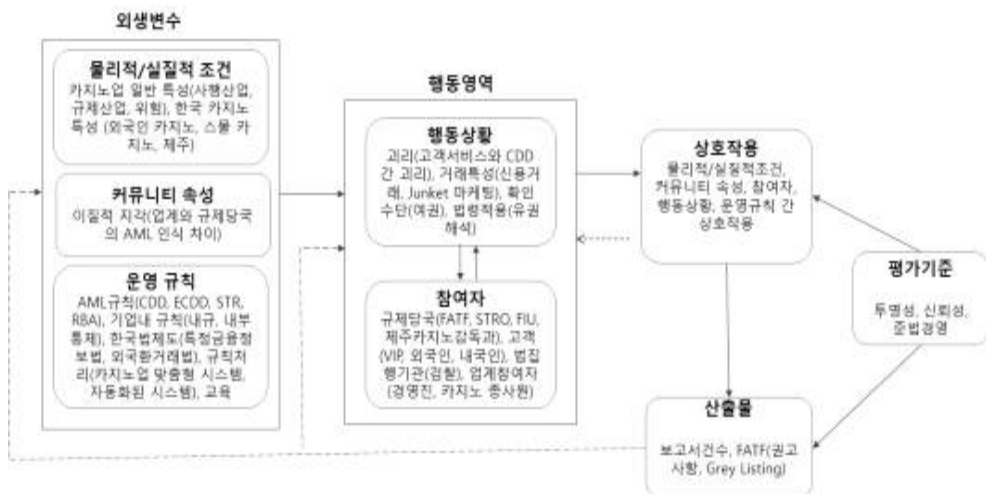 외생변수
물리적/실질적 조건
카지노업 일반 특성(사행산업,
규제산업, 위험), 한국 카지노
특성 (외국인 카지노, 스몰 카
지노, 제주)
커뮤니티 속성
이질적 지각(업계와 규제당국
의 AML 인식 차이)
운영 규칙
AML규칙(CDD, ECDD, STR,
RBA), 기업내 규칙(내규, 내부
통제), 한국법제도(특정금융정
보법, 외국환거래법), 규칙처
리(카지노업 맞춤형 시스템,
자동화된 시스템), 교육
행동영역
행동상황
괴리(고객서비스와 CDD
간 괴리), 거래특성(신용거
래, Junket 마케팅), 확인
수단(여권), 법령적용(유권
해석)
참여자
규제당국(FATF, STRO, FIU,
제주카지노감독과), 고객
(VIP, 외국인, 내국인), 법집
행기관(검찰), 업계참여자
(경영진, 카지노 종사원)
상호작용
물리적/실질적조건,
커뮤니티 속성, 참여자,
행동상황, 운영규칙 간
상호작용
평가기준
투명성, 신뢰성,
준법경영
산출물
보고서건수, FATF(권고
사항, Grey Listing)